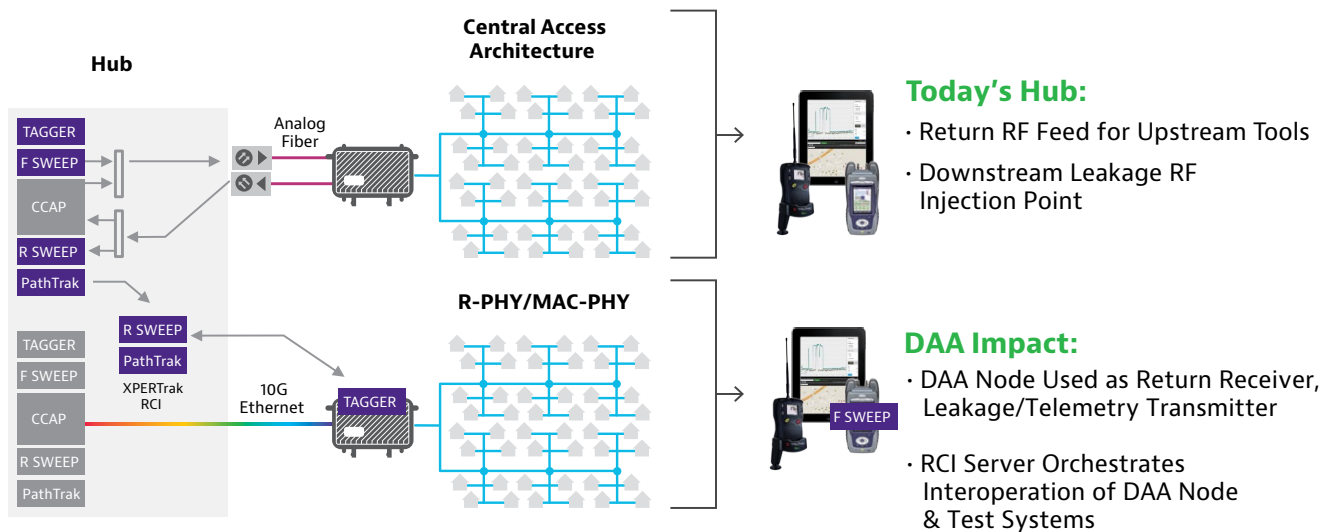 Central Access
Architecture
Hub
TAGGER
F SWEEP
CCAP
R SWEEP
PathTrak
Analog
Fiber
Today's Hub:
· Return RF Feed for Upstream Tools
· Downstream Leakage RF
Injection Point
R-PHY/MAC-PHY
TAGGER
F SWEEP
CCAP
R SWEEP
PathTrak
R SWEEP
PathTrak
XPERTrak
RCI
10G
Ethernet
TAGGER
F SWEEP
DAA Impact:
· DAA Node Used as Return Receiver,
Leakage/Telemetry Transmitter
· RCI Server Orchestrates
Interoperation of DAA Node
& Test Systems